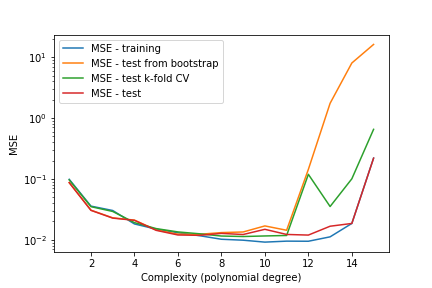 MSE - training
MSE - test from bootstrap
MSE - test k-fold CV
MSE - test
10¹
10⁰
10⁻¹
10⁻²
MSE
2 4 6 8 10 12 14
Complexity (polynomial degree)